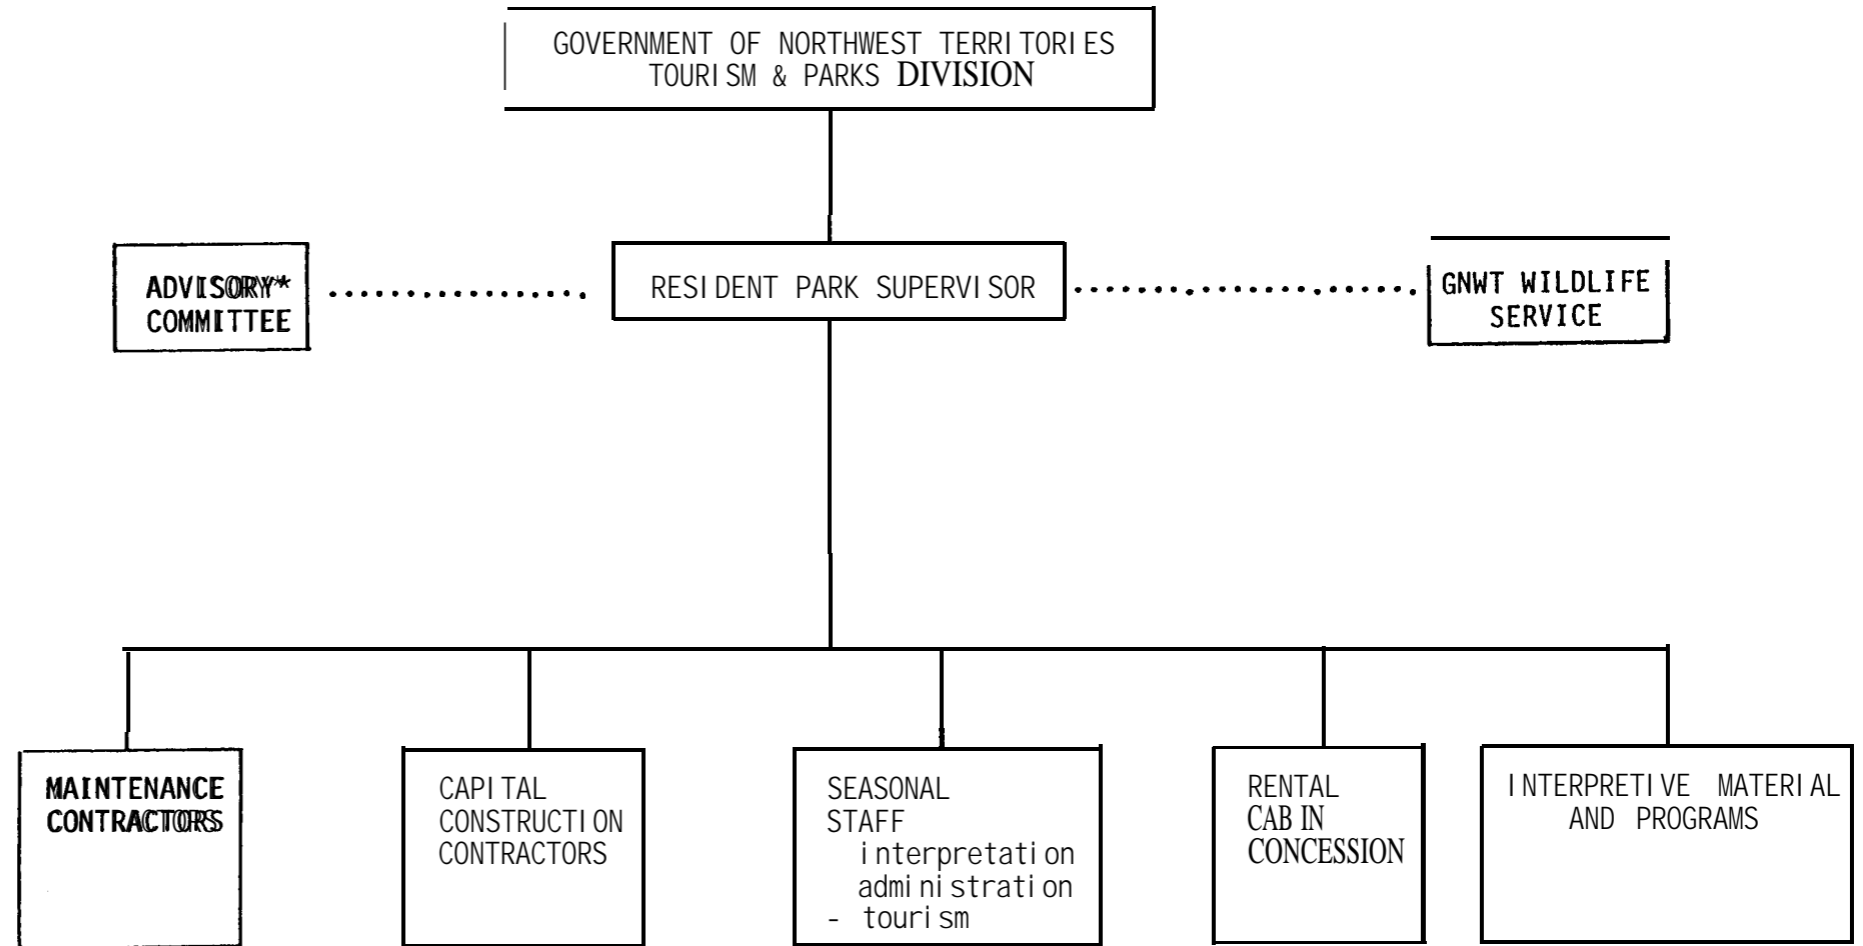 GOVERNMENT OF NORTHWEST TERRITORIES
TOURISM & PARKS DIVISION
ADVISORY*
COMMITTEE
RESIDENT PARK SUPERVISOR
GNWT WILDLIFE
SERVICE
MAINTENANCE
CONTRACTORS
CAPITAL
CONSTRUCTION
CONTRACTORS
SEASONAL
STAFF
interpretation
administration
- tourism
RENTAL
CAB IN
CONCESSION
INTERPRETIVE MATERIAL
AND PROGRAMS